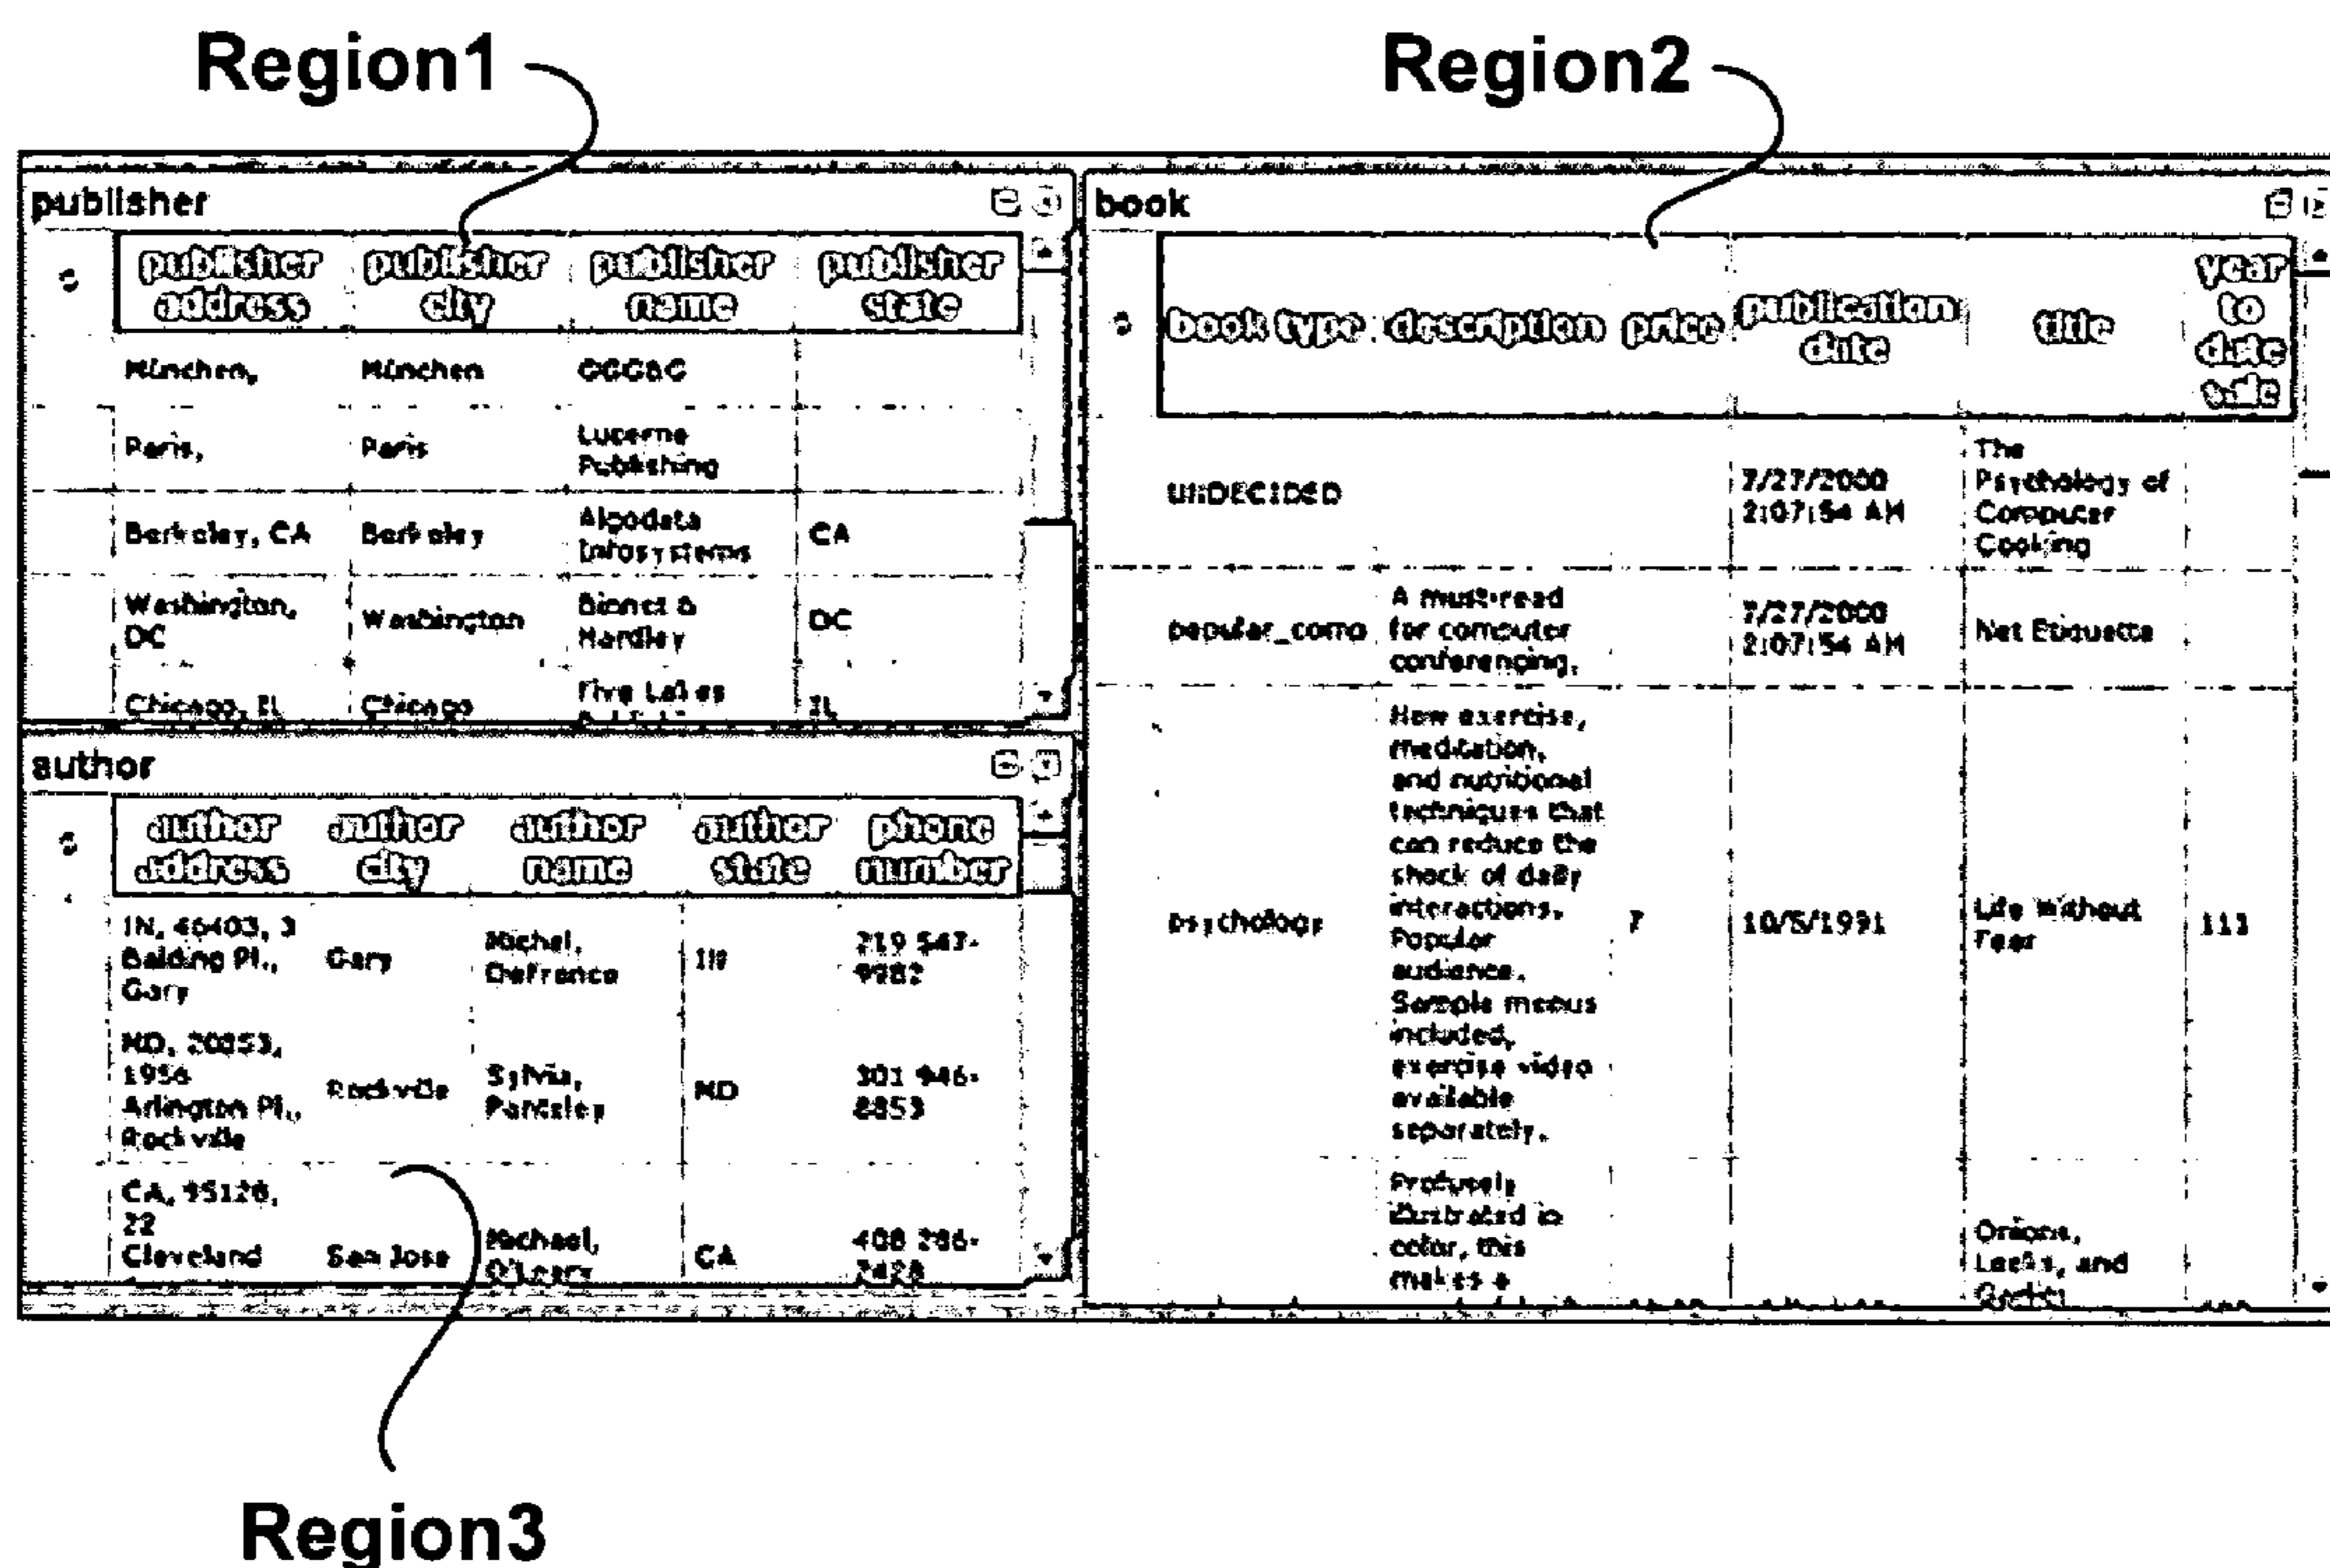 Region1
Region2
publisher
publisher address publisher city publisher name publisher state
München, München GGG&G
Paris, Paris Lucerne Publishing
Berkeley, CA Berkeley Algodata Infosystems CA
Washington, DC Washington Binnet & Hardley DC
Chicago, IL Chicago Five Lakes IL
author
author address author city author name author state phone number
IN, 46403, 3 Balding Pl., Gary Gary Michel, DeFrance IN 219 547-9982
MD, 20853, 1956 Arlington Pl., Rockville Rockville Sylvia, Panteley MD 301 946-8853
CA, 95128, 22 Cleveland San Jose Michael, O'Leary CA 408 286-2428
book
book type description price publication date title year to date sale
UNDECIDED 7/27/2000 2:07:54 AM The Psychology of Computer Cooking
popular_comp A must-read for computer conferencing. 7/27/2000 2:07:54 AM Net Etiquette
psychology How exercise, meditation, and nutritional techniques that can reduce the shock of daily interactions. Popular audience. Sample menus included, exercise video available separately. 7 10/5/1991 Life Without Fear 111
Profusely illustrated in color, this makes a Onions, Leeks, and
Region3